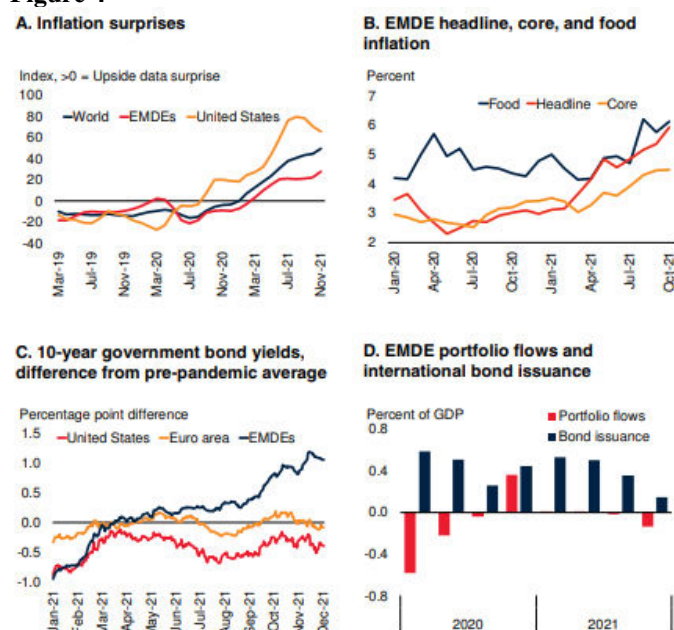 A. Inflation surprises
Index, >0 = Upside data surprise
100
80
60
40
20
0
-20
-40
World EMDEs United States
Mar-19
Jul-19
Nov-19
Mar-20
Jul-20
Nov-20
Mar-21
Jul-21
Nov-21
B. EMDE headline, core, and food
inflation
Percent
7
6
5
4
3
2
Food Headline Core
Jan-20
Apr-20
Jul-20
Oct-20
Jan-21
Apr-21
Jul-21
Oct-21
C. 10-year government bond yields,
difference from pre-pandemic average
Percentage point difference
1.5
1.0
0.5
0.0
-0.5
-1.0
United States Euro area EMDEs
Jan-21
Feb-21
Mar-21
Apr-21
May-21
Jun-21
Jul-21
Aug-21
Sep-21
Oct-21
Nov-21
Dec-21
D. EMDE portfolio flows and
international bond issuance
Percent of GDP
0.8
0.4
0.0
-0.4
-0.8
Portfolio flows
Bond issuance
2020
2021